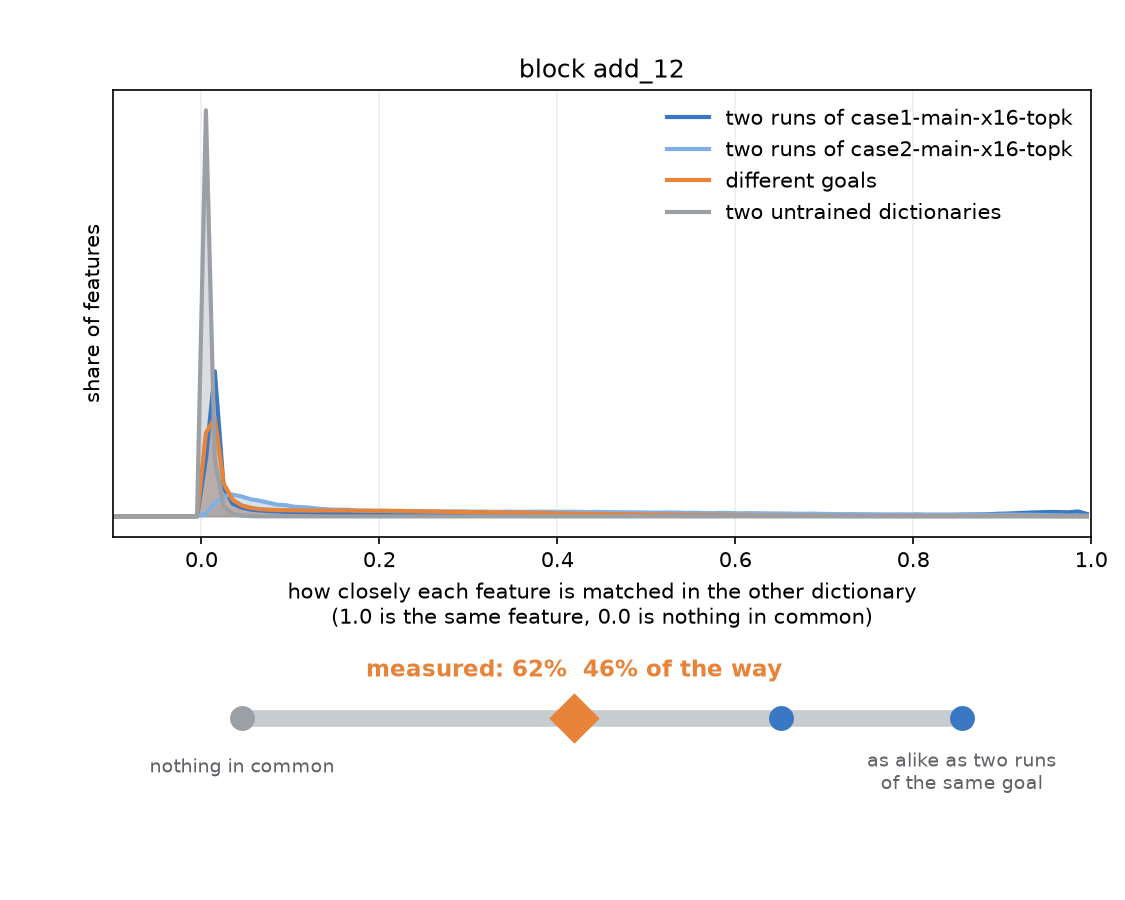 block add_12
two runs of case1-main-x16-topk
two runs of case2-main-x16-topk
different goals
two untrained dictionaries
share of features
0.0 0.2 0.4 0.6 0.8 1.0
how closely each feature is matched in the other dictionary
(1.0 is the same feature, 0.0 is nothing in common)
measured: 62%  46% of the way
nothing in common
as alike as two runs
of the same goal